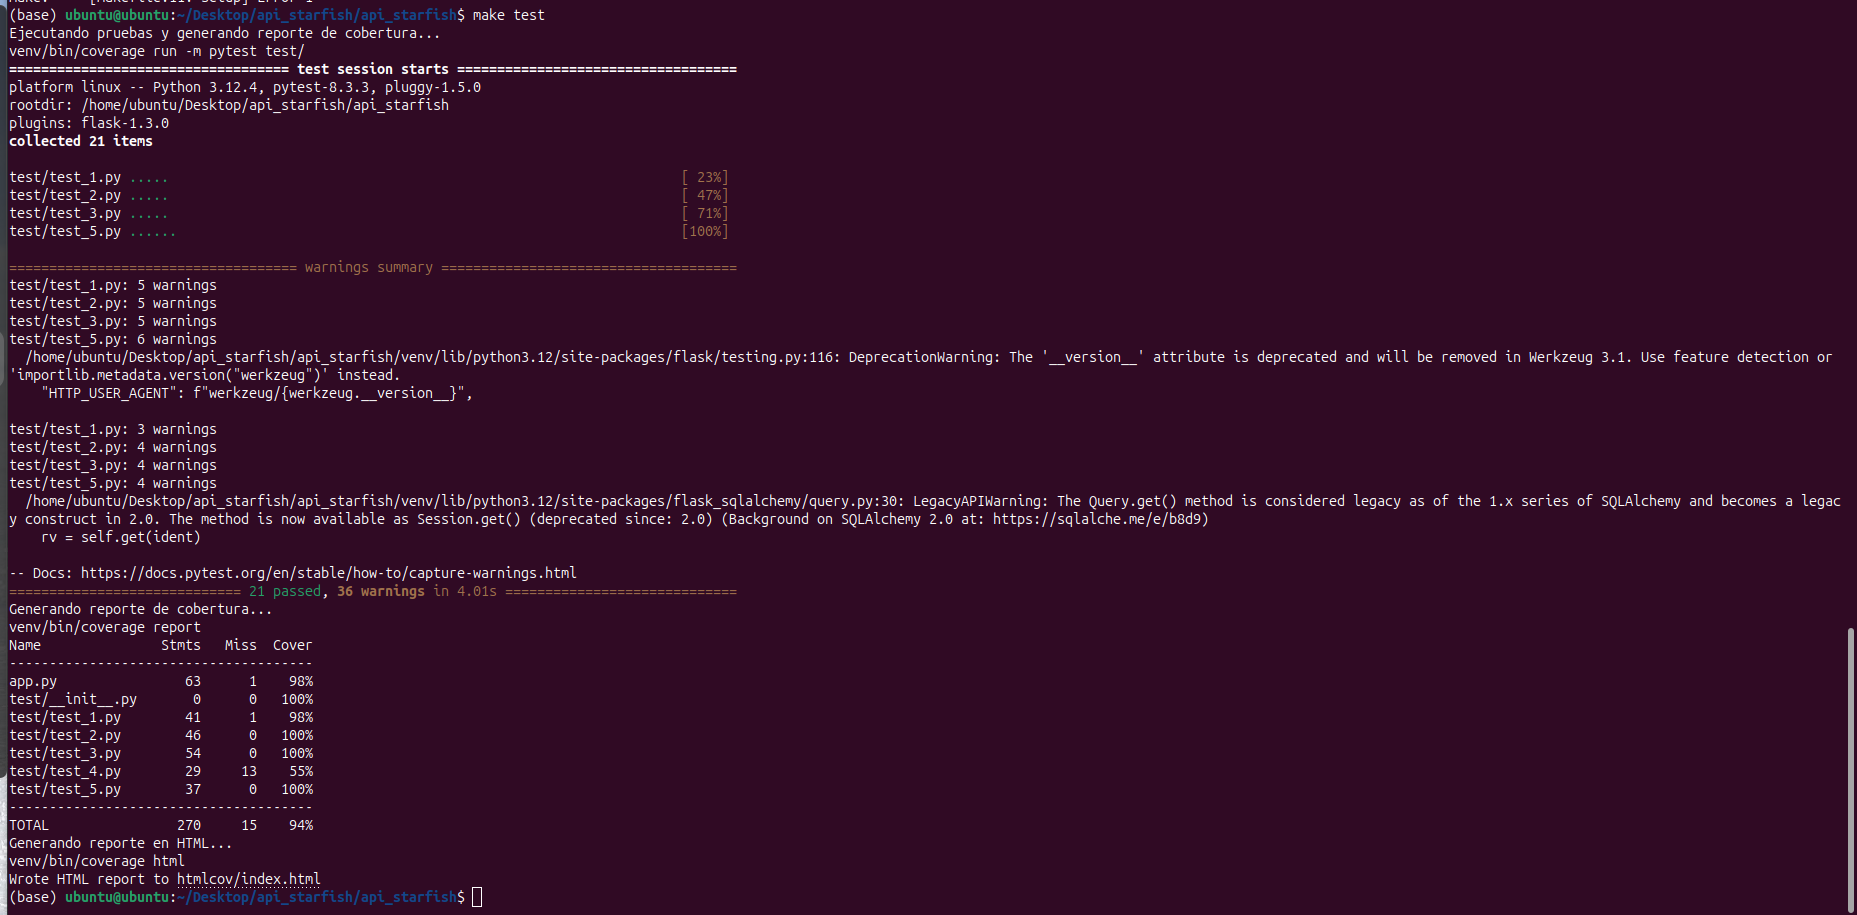 make: *** [Makefile:11: setup] Error 1
(base) ubuntu@ubuntu:~/Desktop/api_starfish/api_starfish$ make test
Ejecutando pruebas y generando reporte de cobertura...
venv/bin/coverage run -m pytest test/
=================================== test session starts ===================================
platform linux -- Python 3.12.4, pytest-8.3.3, pluggy-1.5.0
rootdir: /home/ubuntu/Desktop/api_starfish/api_starfish
plugins: flask-1.3.0
collected 21 items
test/test_1.py ..... [ 23%]
test/test_2.py ..... [ 47%]
test/test_3.py ..... [ 71%]
test/test_5.py ...... [100%]
==================================== warnings summary =====================================
test/test_1.py: 5 warnings
test/test_2.py: 5 warnings
test/test_3.py: 5 warnings
test/test_5.py: 6 warnings
/home/ubuntu/Desktop/api_starfish/api_starfish/venv/lib/python3.12/site-packages/flask/testing.py:116: DeprecationWarning: The '__version__' attribute is deprecated and will be removed in Werkzeug 3.1. Use feature detection or
'importlib.metadata.version("werkzeug")' instead.
"HTTP_USER_AGENT": f"werkzeug/{werkzeug.__version__}",
test/test_1.py: 3 warnings
test/test_2.py: 4 warnings
test/test_3.py: 4 warnings
test/test_5.py: 4 warnings
/home/ubuntu/Desktop/api_starfish/api_starfish/venv/lib/python3.12/site-packages/flask_sqlalchemy/query.py:30: LegacyAPIWarning: The Query.get() method is considered legacy as of the 1.x series of SQLAlchemy and becomes a legac
y construct in 2.0. The method is now available as Session.get() (deprecated since: 2.0) (Background on SQLAlchemy 2.0 at: https://sqlalche.me/e/b8d9)
rv = self.get(ident)
-- Docs: https://docs.pytest.org/en/stable/how-to/capture-warnings.html
============================= 21 passed, 36 warnings in 4.01s =============================
Generando reporte de cobertura...
venv/bin/coverage report
Name Stmts Miss Cover
--------------------------------------
app.py 63 1 98%
test/__init__.py 0 0 100%
test/test_1.py 41 1 98%
test/test_2.py 46 0 100%
test/test_3.py 54 0 100%
test/test_4.py 29 13 55%
test/test_5.py 37 0 100%
--------------------------------------
TOTAL 270 15 94%
Generando reporte en HTML...
venv/bin/coverage html
Wrote HTML report to htmlcov/index.html
(base) ubuntu@ubuntu:~/Desktop/api_starfish/api_starfish$